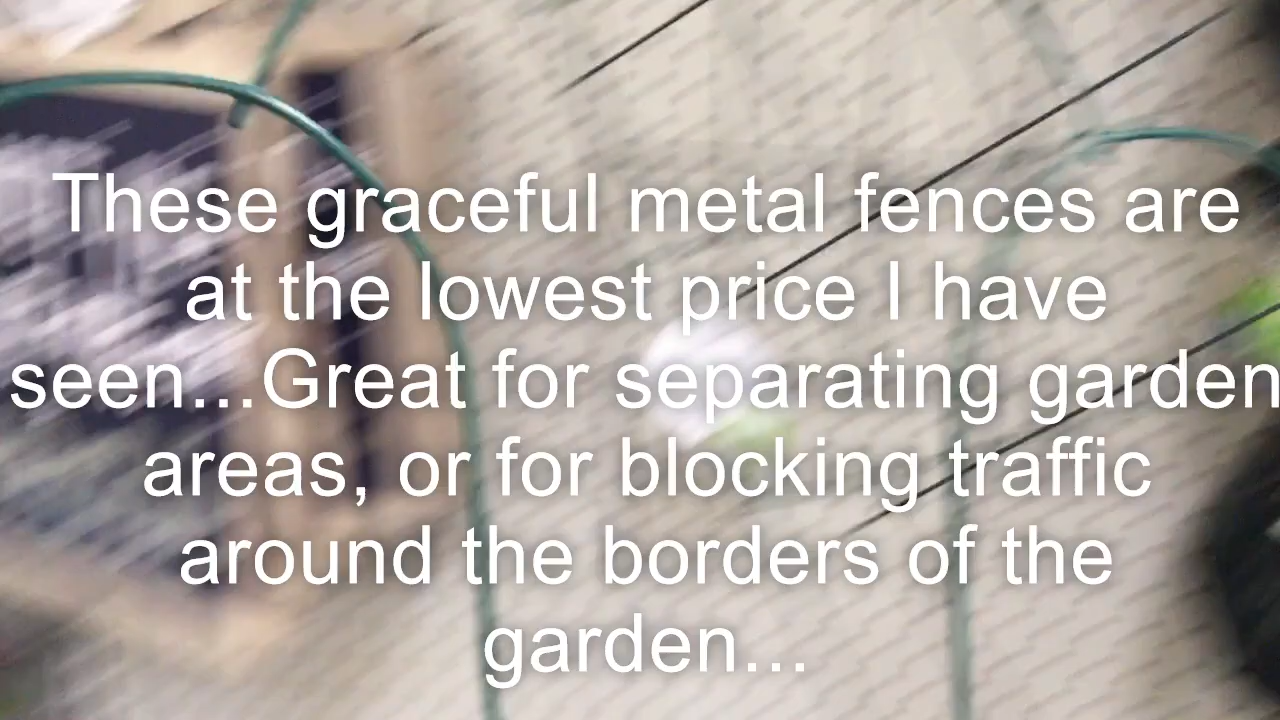 These graceful metal fences are
at the lowest price I have
seen...Great for separating garden
areas, or for blocking traffic
around the borders of the
garden...